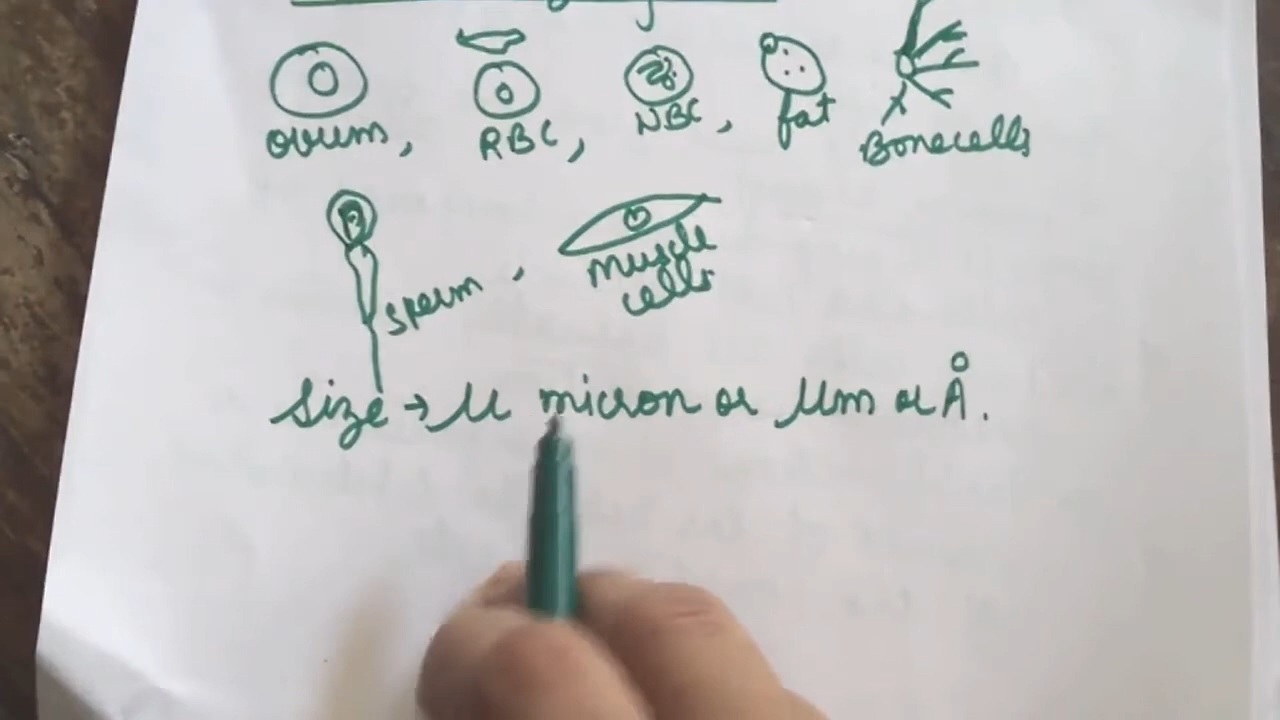 ovum, RBC, WBC, fat Bonecells
sperm, muscle
cells
Size → μ micron or μm or Å.